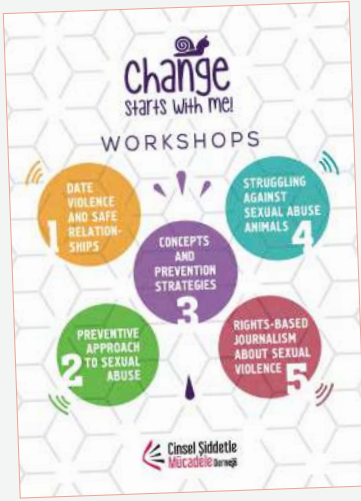 Change
starts with me!
WORKSHOPS
1
DATE
VIOLENCE
AND SAFE
RELATION-
SHIPS
2
PREVENTIVE
APPROACH
TO SEXUAL
ABUSE
CONCEPTS
AND
PREVENTION
STRATEGIES
3
STRUGGLING
AGAINST
SEXUAL ABUSE
ANIMALS
4
RIGHTS-BASED
JOURNALISM
ABOUT SEXUAL
VIOLENCE
5
Cinsel Şiddetle
Mücadele Derneği